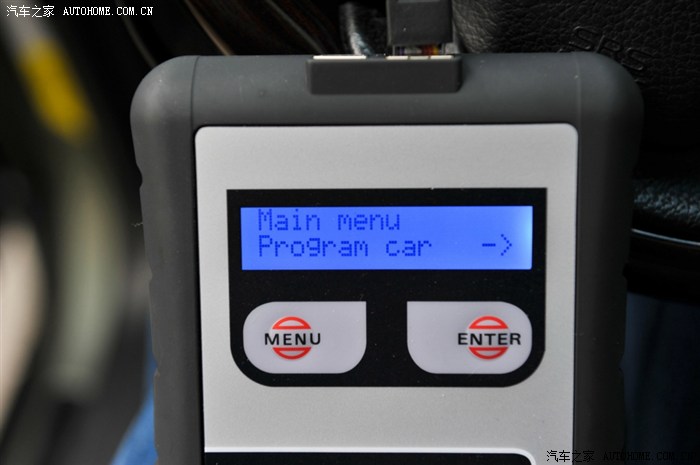 汽车之家 AUTOHOME.COM.CN
SRS
Main menu
Program car ->
MENU
ENTER
汽车之家 AUTOHOME.COM.CN